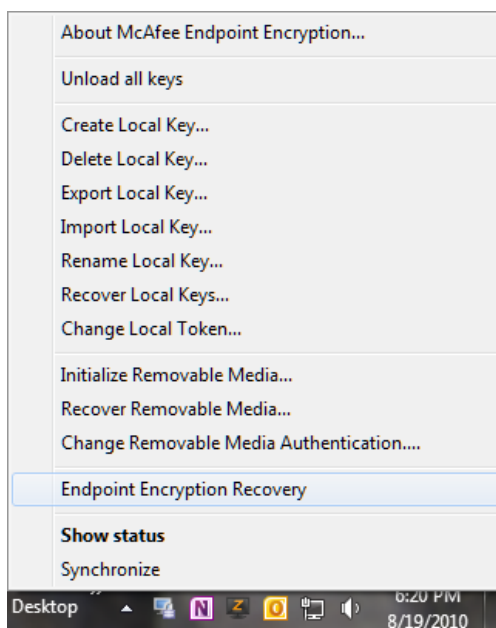 About McAfee Endpoint Encryption...
Unload all keys
Create Local Key...
Delete Local Key...
Export Local Key...
Import Local Key...
Rename Local Key...
Recover Local Keys...
Change Local Token...
Initialize Removable Media...
Recover Removable Media...
Change Removable Media Authentication....
Endpoint Encryption Recovery
Show status
Synchronize
Desktop » N Z O 6:20 PM
8/19/2010